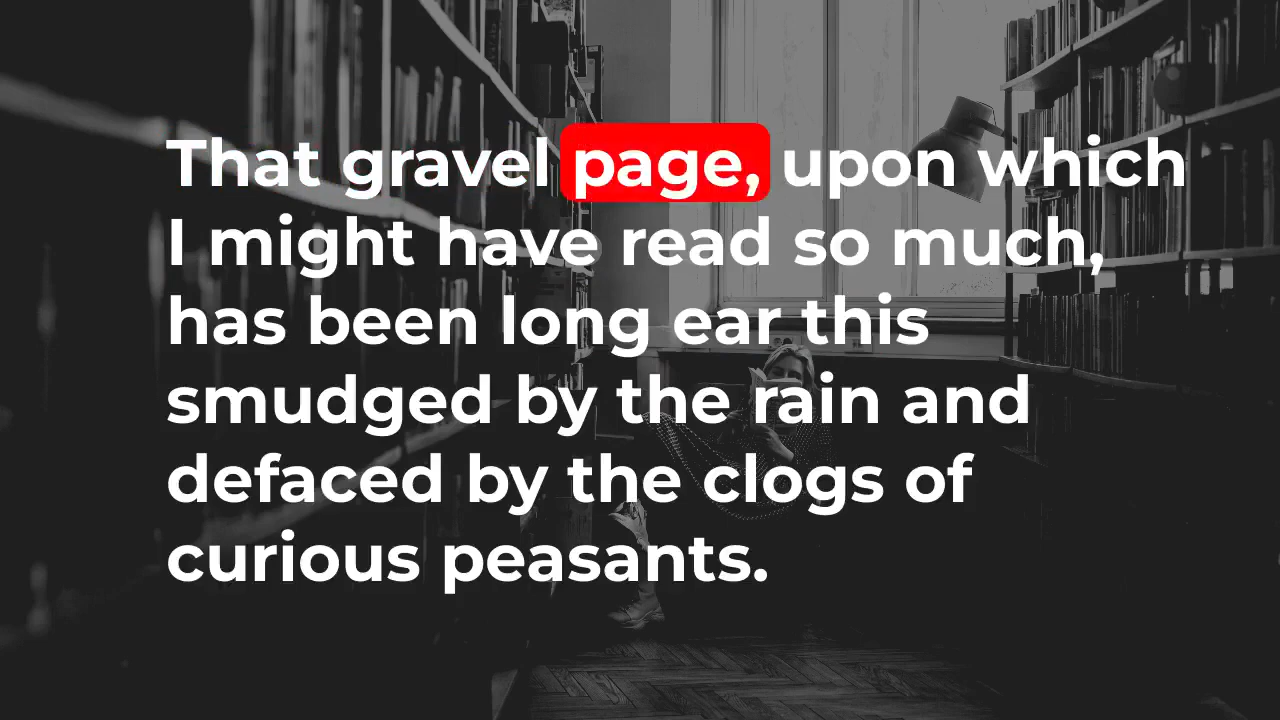 That gravel page, upon which
I might have read so much,
has been long ear this
smudged by the rain and
defaced by the clogs of
curious peasants.